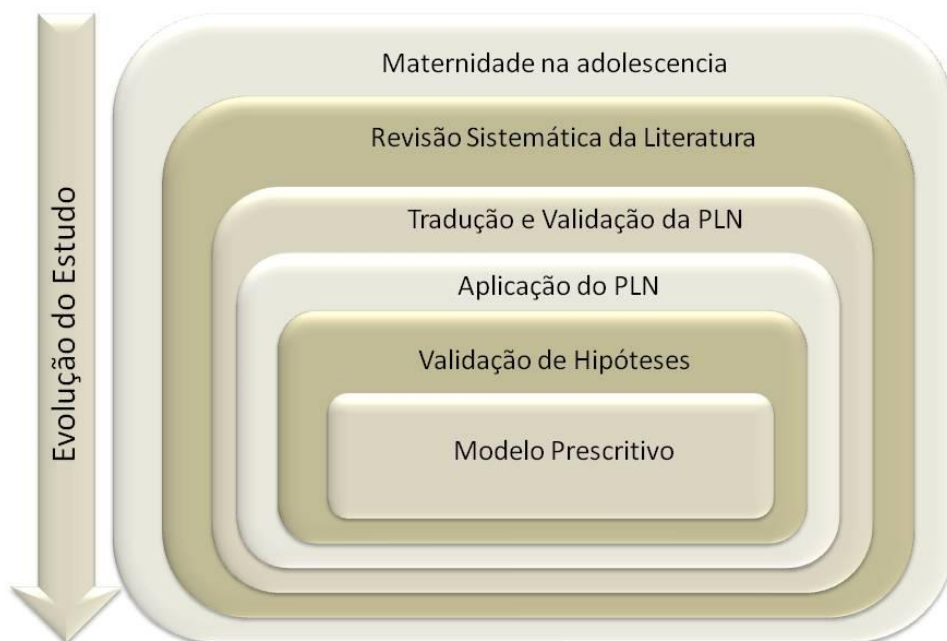 Evolução do Estudo
Maternidade na adolescencia
Revisão Sistemática da Literatura
Tradução e Validação da PLN
Aplicação do PLN
Validação de Hipóteses
Modelo Prescritivo